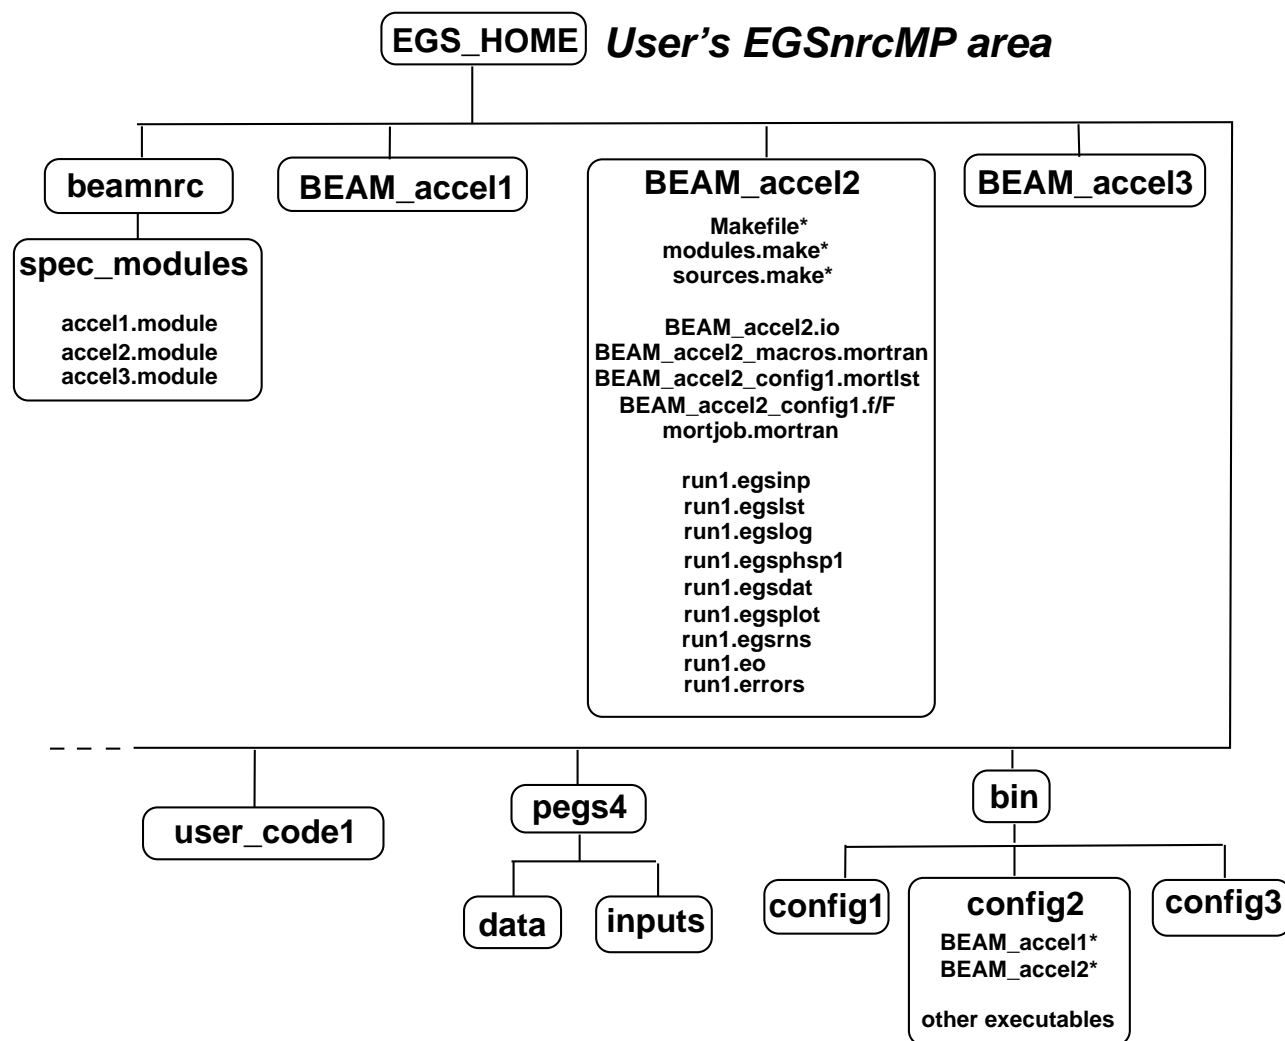 EGS_HOME User's EGSnrcMP area
beamnrc
BEAM_accel1
BEAM_accel2
BEAM_accel3
spec_modules
accel1.module
accel2.module
accel3.module
Makefile*
modules.make*
sources.make*
BEAM_accel2.io
BEAM_accel2_macros.mortran
BEAM_accel2_config1.mortlst
BEAM_accel2_config1.f/F
mortjob.mortran
run1.egsinp
run1.egslst
run1.egslog
run1.egsphsp1
run1.egsdat
run1.egsplot
run1.egsrns
run1.eo
run1.errors
user_code1
pegs4
bin
data
inputs
config1
config2
config3
BEAM_accel1*
BEAM_accel2*
other executables